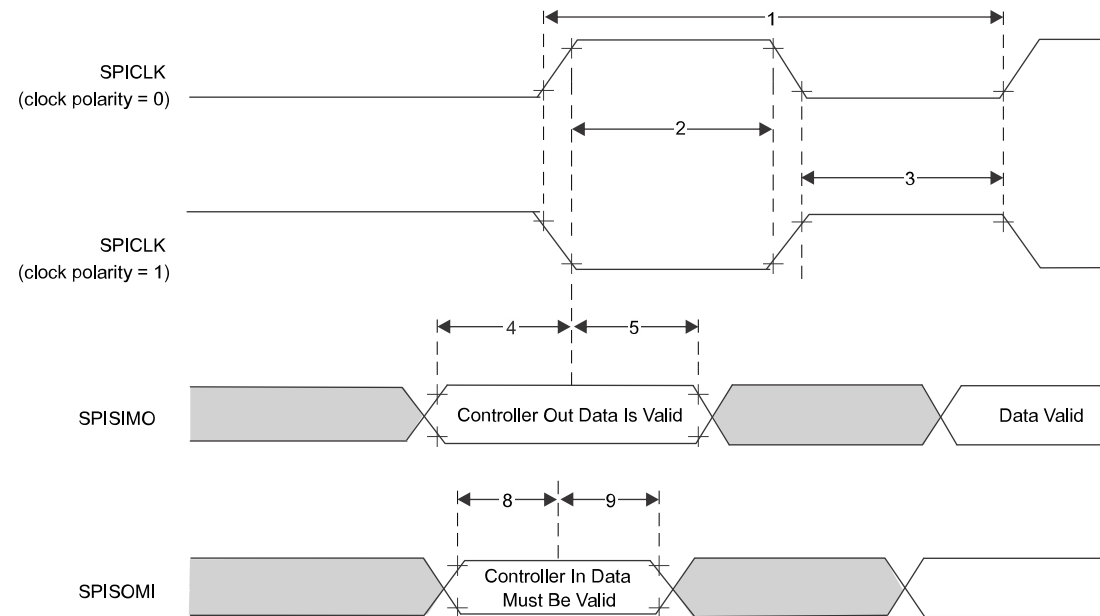 1
SPICLK
(clock polarity = 0)
2
3
SPICLK
(clock polarity = 1)
4
5
SPISIMO
Controller Out Data Is Valid
Data Valid
8
9
SPISOMI
Controller In Data
Must Be Valid